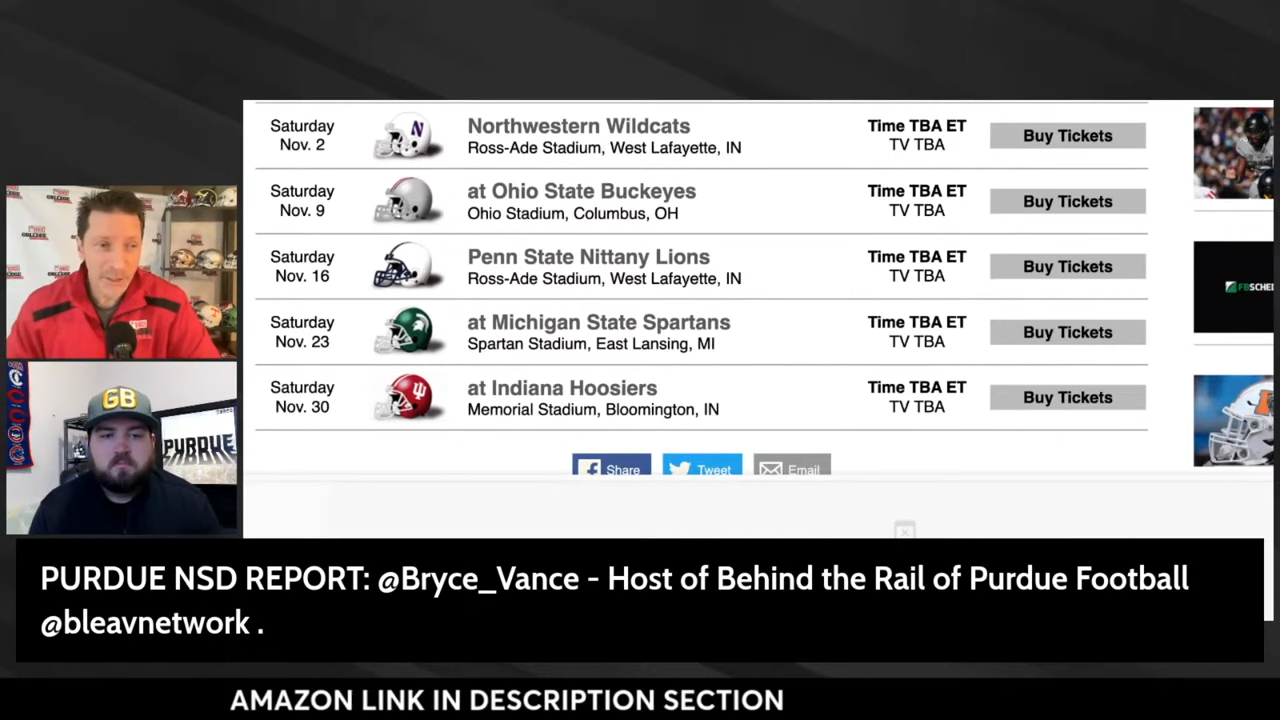 Saturday
Nov. 2
Northwestern Wildcats
Ross-Ade Stadium, West Lafayette, IN
Time TBA ET
TV TBA
Buy Tickets
Saturday
Nov. 9
at Ohio State Buckeyes
Ohio Stadium, Columbus, OH
Time TBA ET
TV TBA
Buy Tickets
Saturday
Nov. 16
Penn State Nittany Lions
Ross-Ade Stadium, West Lafayette, IN
Time TBA ET
TV TBA
Buy Tickets
Saturday
Nov. 23
at Michigan State Spartans
Spartan Stadium, East Lansing, MI
Time TBA ET
TV TBA
Buy Tickets
Saturday
Nov. 30
at Indiana Hoosiers
Memorial Stadium, Bloomington, IN
Time TBA ET
TV TBA
Buy Tickets
Share
Tweet
Email
FBSCHED
GB
PURDUE
PURDUE NSD REPORT: @Bryce_Vance - Host of Behind the Rail of Purdue Football
@bleavnetwork .
AMAZON LINK IN DESCRIPTION SECTION